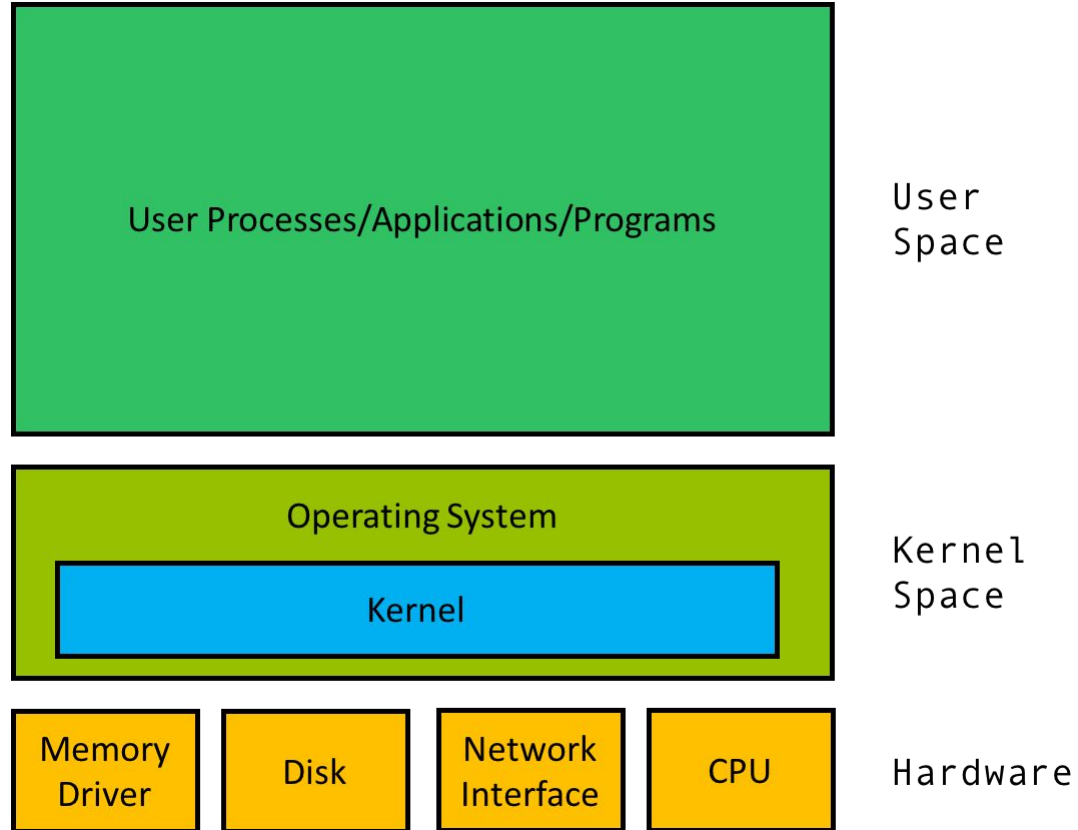 User Processes/Applications/Programs
User
Space
Operating System
Kernel
Kernel
Space
Memory
Driver
Disk
Network
Interface
CPU
Hardware